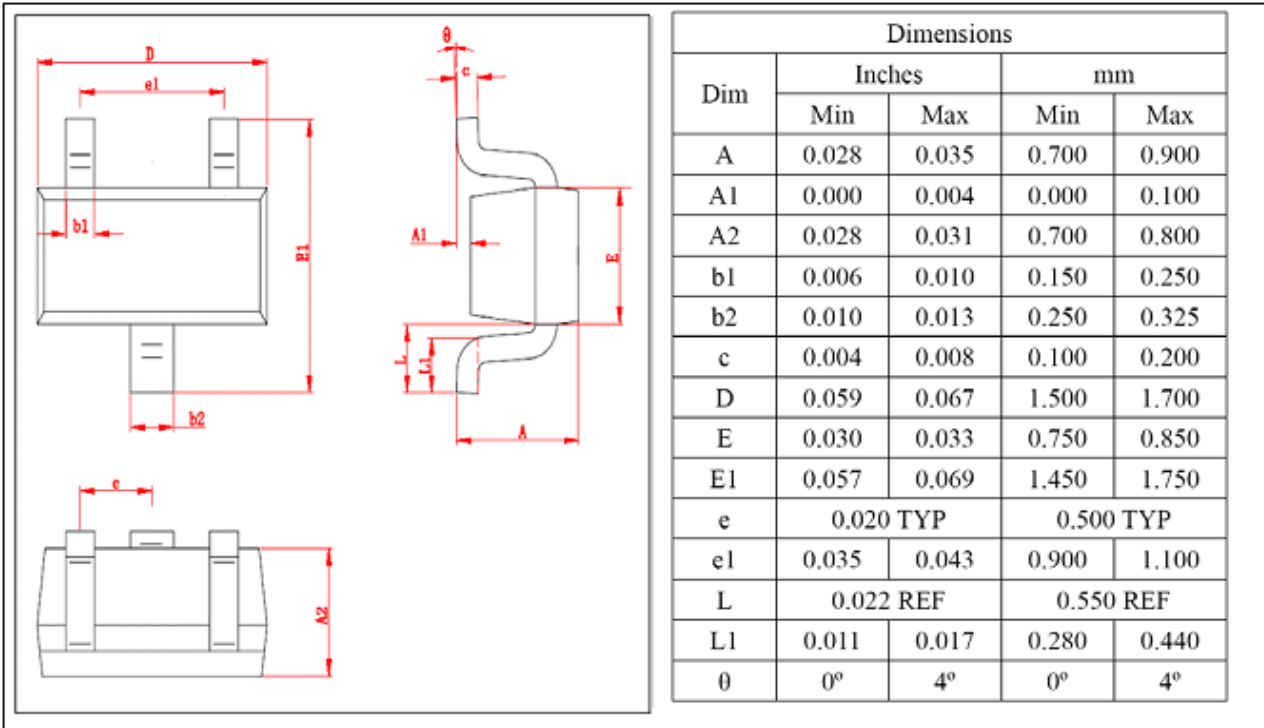 D
e1
b1
E1
b2
θ
c
A1
E
L
L1
A
e
A2
Dimensions
Dim Inches mm
Min Max Min Max
A 0.028 0.035 0.700 0.900
A1 0.000 0.004 0.000 0.100
A2 0.028 0.031 0.700 0.800
b1 0.006 0.010 0.150 0.250
b2 0.010 0.013 0.250 0.325
c 0.004 0.008 0.100 0.200
D 0.059 0.067 1.500 1.700
E 0.030 0.033 0.750 0.850
E1 0.057 0.069 1.450 1.750
e 0.020 TYP 0.500 TYP
e1 0.035 0.043 0.900 1.100
L 0.022 REF 0.550 REF
L1 0.011 0.017 0.280 0.440
θ 0º 4º 0º 4º